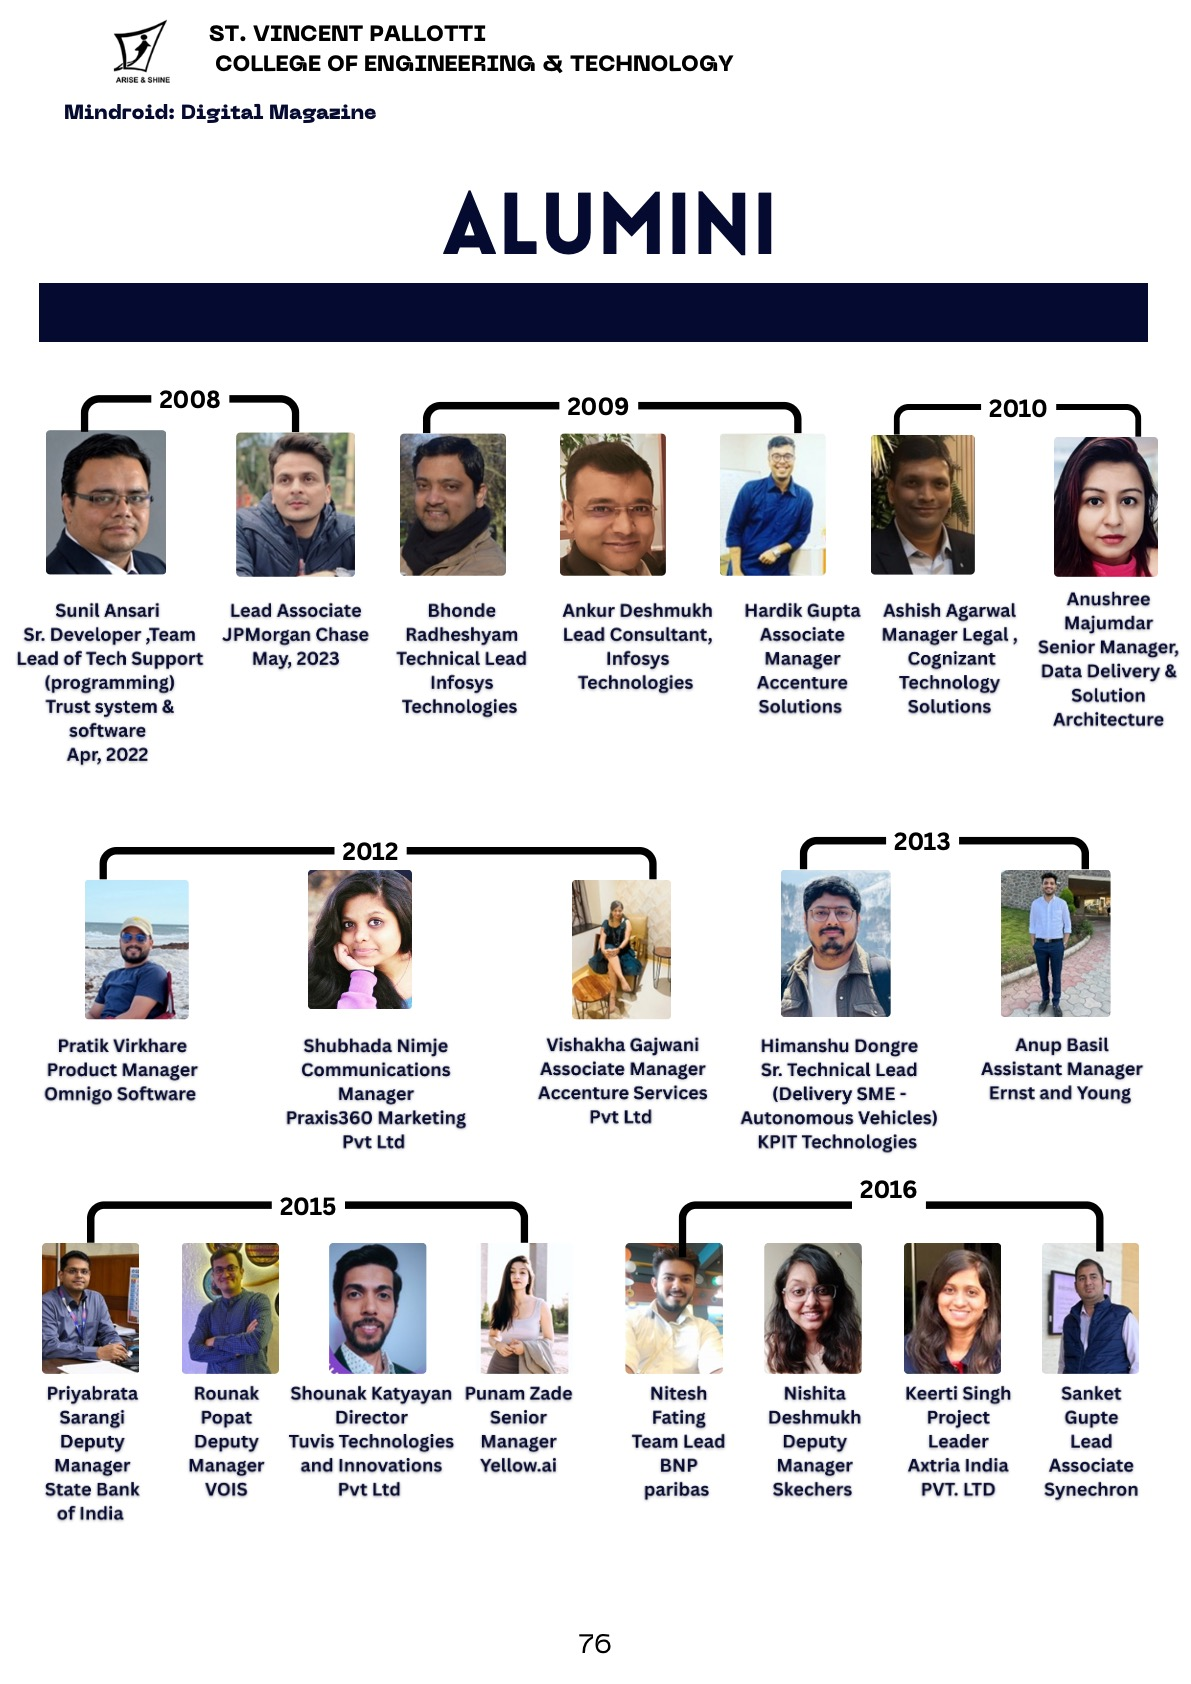 ARISE & SHINE
ST. VINCENT PALLOTTI
COLLEGE OF ENGINEERING & TECHNOLOGY
Mindroid: Digital Magazine
ALUMINI
2008
2009
2010
Sunil Ansari
Sr. Developer ,Team
Lead of Tech Support
(programming)
Trust system &
software
Apr, 2022
Lead Associate
JPMorgan Chase
May, 2023
Bhonde
Radheshyam
Technical Lead
Infosys
Technologies
Ankur Deshmukh
Lead Consultant,
Infosys
Technologies
Hardik Gupta
Associate
Manager
Accenture
Solutions
Ashish Agarwal
Manager Legal ,
Cognizant
Technology
Solutions
Anushree
Majumdar
Senior Manager,
Data Delivery &
Solution
Architecture
2012
2013
Pratik Virkhare
Product Manager
Omnigo Software
Shubhada Nimje
Communications
Manager
Praxis360 Marketing
Pvt Ltd
Vishakha Gajwani
Associate Manager
Accenture Services
Pvt Ltd
Himanshu Dongre
Sr. Technical Lead
(Delivery SME -
Autonomous Vehicles)
KPIT Technologies
Anup Basil
Assistant Manager
Ernst and Young
2015
2016
Priyabrata
Sarangi
Deputy
Manager
State Bank
of India
Rounak
Popat
Deputy
Manager
VOIS
Shounak Katyayan
Director
Tuvis Technologies
and Innovations
Pvt Ltd
Punam Zade
Senior
Manager
Yellow.ai
Nitesh
Fating
Team Lead
BNP
paribas
Nishita
Deshmukh
Deputy
Manager
Skechers
Keerti Singh
Project
Leader
Axtria India
PVT. LTD
Sanket
Gupte
Lead
Associate
Synechron
76